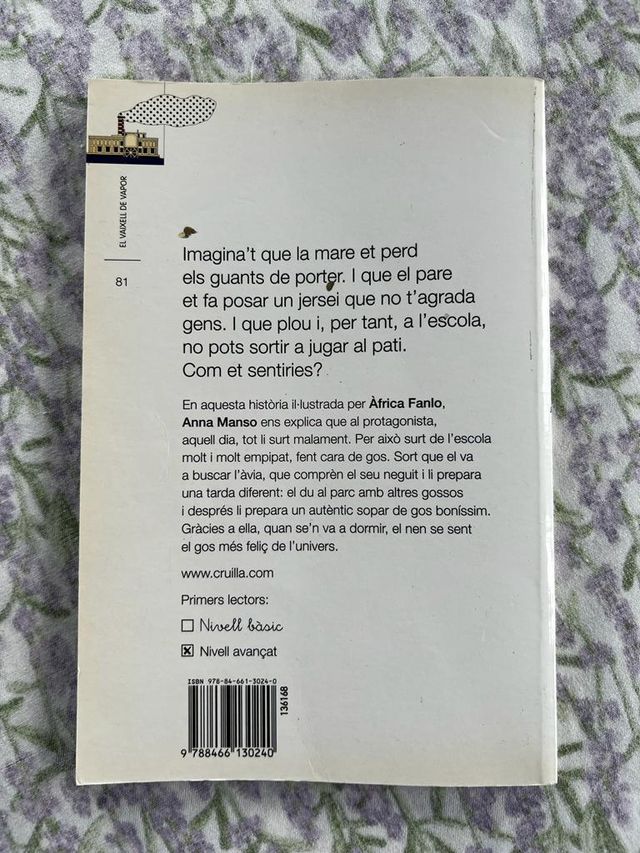 EL VAIXELL DE VAPOR
81
Imagina't que la mare et perd
els guants de porter. I que el pare
et fa posar un jersei que no t'agrada
gens. I que plou i, per tant, a l'escola,
no pots sortir a jugar al pati.
Com et sentiries?
En aquesta història il·lustrada per Àfrica Fanlo,
Anna Manso ens explica que al protagonista,
aquell dia, tot li surt malament. Per això surt de l'escola
molt i molt empipat, fent cara de gos. Sort que el va
a buscar l'àvia, que comprèn el seu neguit i li prepara
una tarda diferent: el du al parc amb altres gossos
i després li prepara un autèntic sopar de gos boníssim.
Gràcies a ella, quan se'n va a dormir, el nen se sent
el gos més feliç de l'univers.
www.cruilla.com
Primers lectors:
Nivell bàsic
Nivell avançat
ISBN 978-84-661-3024-0
136168
9 788466 130240